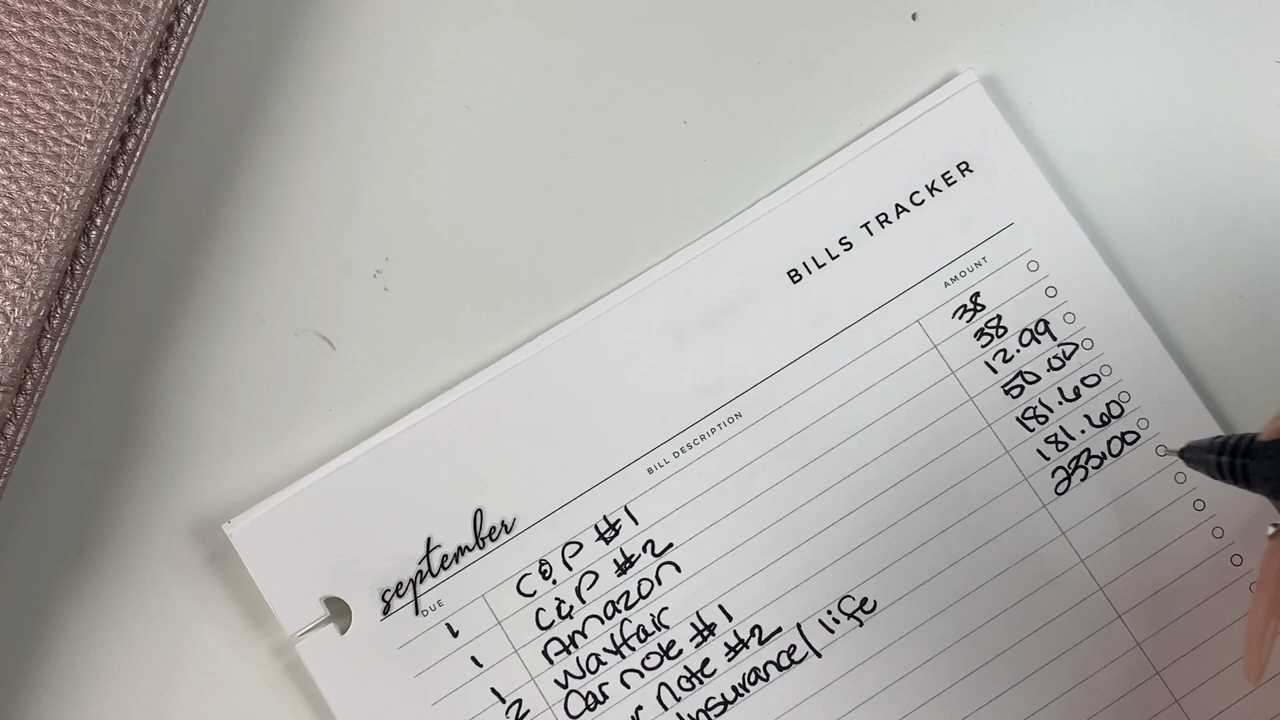 BILLS TRACKER
september
DUE BILL DESCRIPTION AMOUNT
1 C&P #1 38
1 C&P #2 38
1 Amazon 12.99
2 Wayfair 50.00
Car note #1 181.60
note #2 181.60
Insurance/life 233.00